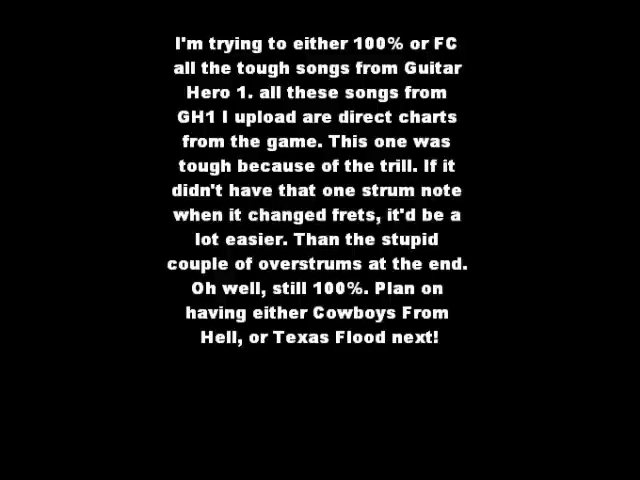 I'm trying to either 100% or FC
all the tough songs from Guitar
Hero 1. all these songs from
GH1 I upload are direct charts
from the game. This one was
tough because of the trill. If it
didn't have that one strum note
when it changed frets, it'd be a
lot easier. Than the stupid
couple of overstrums at the end.
Oh well, still 100%. Plan on
having either Cowboys From
Hell, or Texas Flood next!